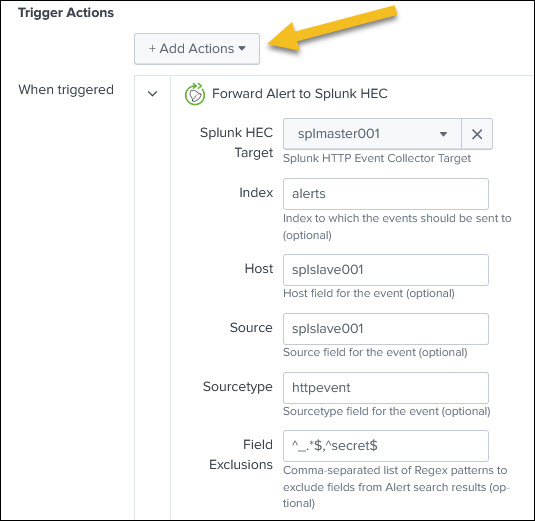 Trigger Actions
+ Add Actions
When triggered
Forward Alert to Splunk HEC
Splunk HEC
Target
splmaster001
Splunk HTTP Event Collector Target
Index
alerts
Index to which the events should be sent to
(optional)
Host
splslave001
Host field for the event (optional)
Source
splslave001
Source field for the event (optional)
Sourcetype
httpevent
Sourcetype field for the event (optional)
Field
Exclusions
^_.*$,^secret$
Comma-separated list of Regex patterns to
exclude fields from Alert search results (op-
tional)